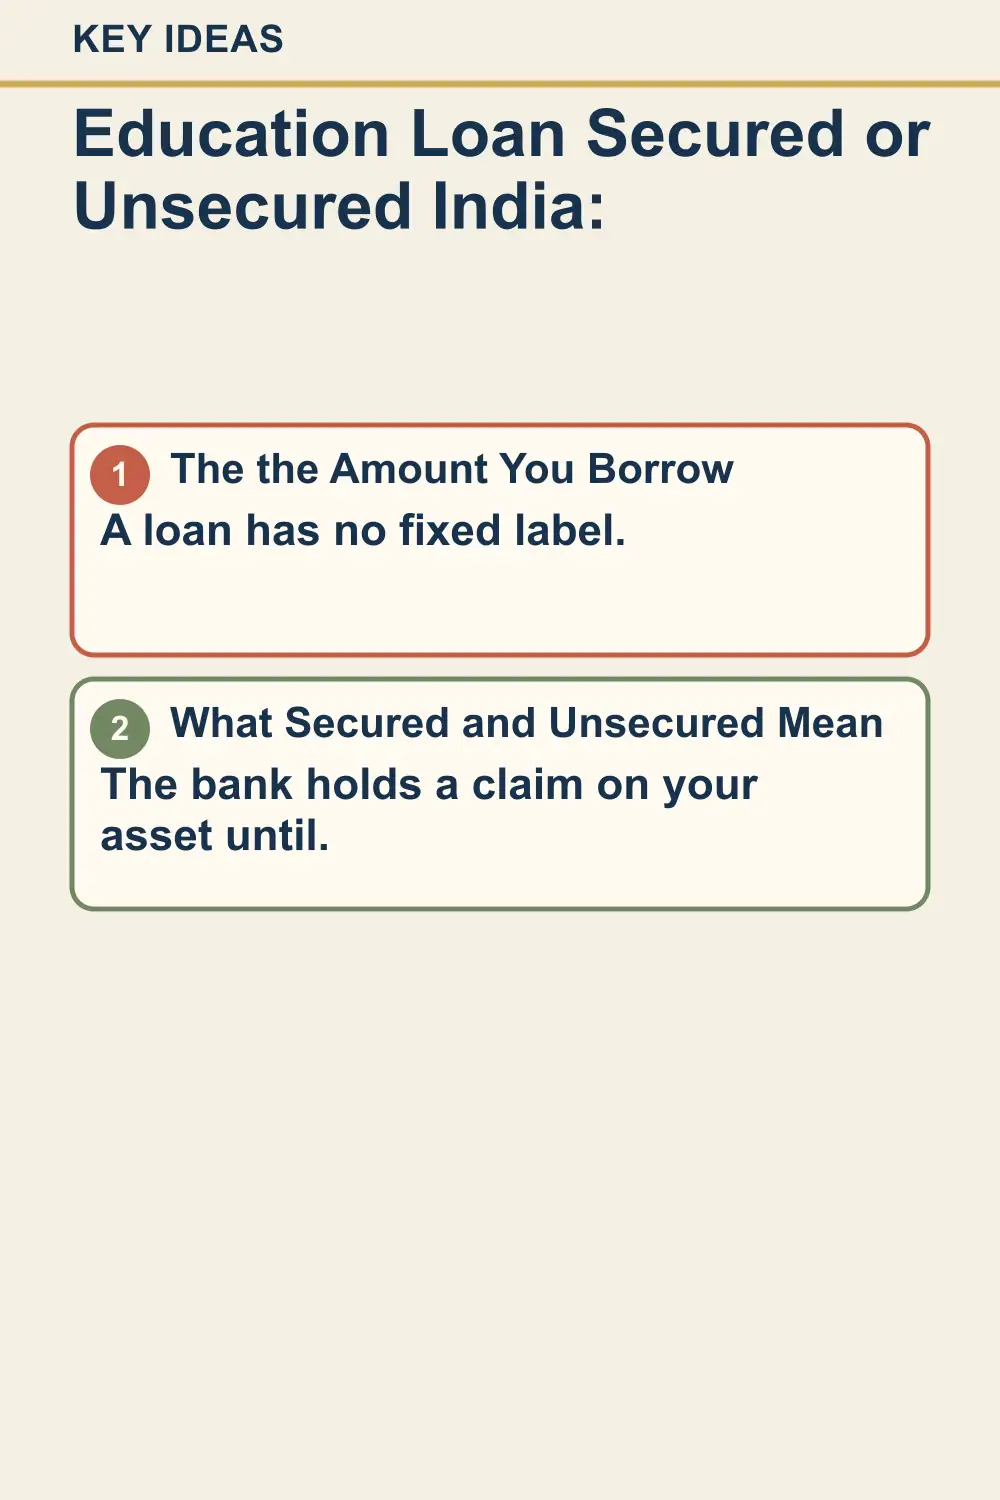 KEY IDEAS
Education Loan Secured or
Unsecured India:
1 The the Amount You Borrow
A loan has no fixed label.
2 What Secured and Unsecured Mean
The bank holds a claim on your
asset until.